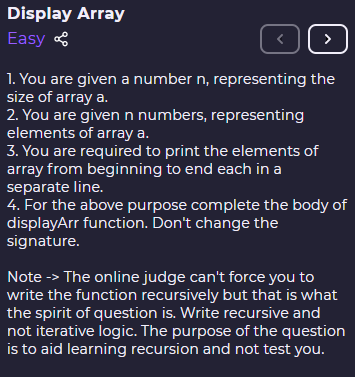 Display Array
Easy
1. You are given a number n, representing the
size of array a.
2. You are given n numbers, representing
elements of array a.
3. You are required to print the elements of
array from beginning to end each in a
separate line.
4. For the above purpose complete the body of
displayArr function. Don't change the
signature.
Note -> The online judge can't force you to
write the function recursively but that is what
the spirit of question is. Write recursive and
not iterative logic. The purpose of the question
is to aid learning recursion and not test you.